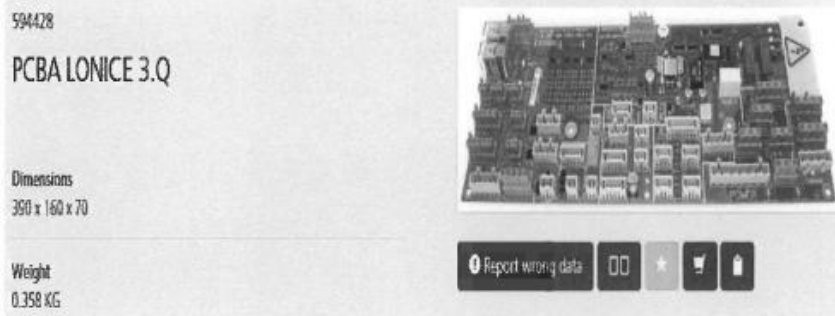 594428
PCBA LONICE 3.Q
Dimensions
390 x 160 x 70
Weight
0.358 KG
Report wrong data